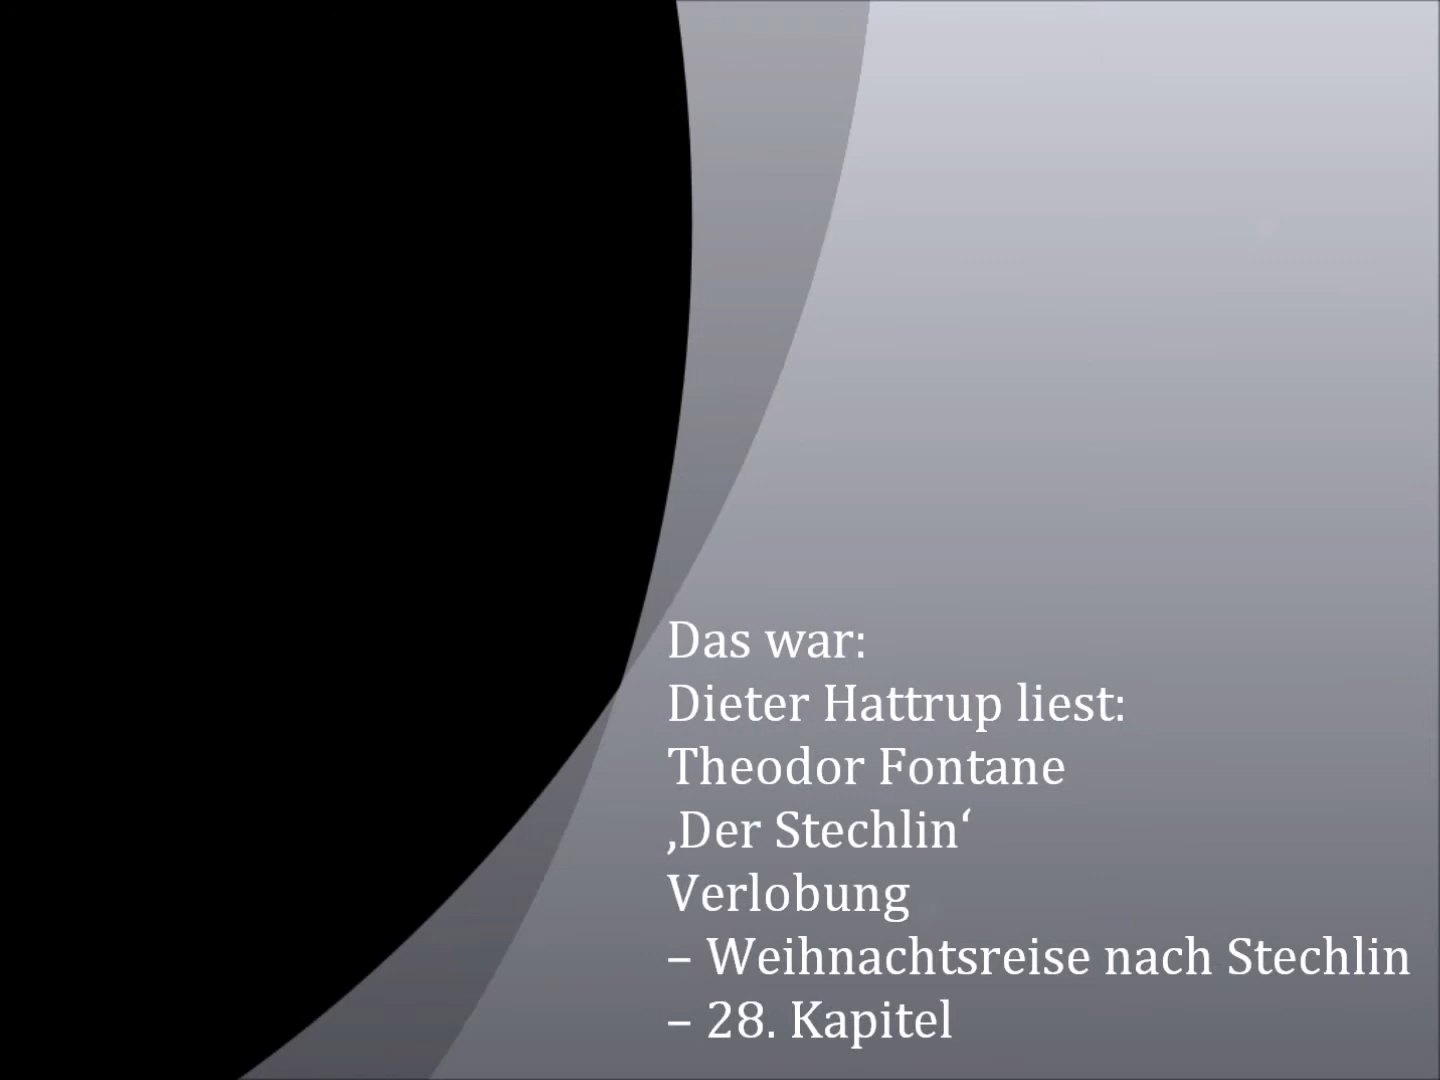 Das war:
Dieter Hattrup liest:
Theodor Fontane
‚Der Stechlin‘
Verlobung
– Weihnachtsreise nach Stechlin
– 28. Kapitel